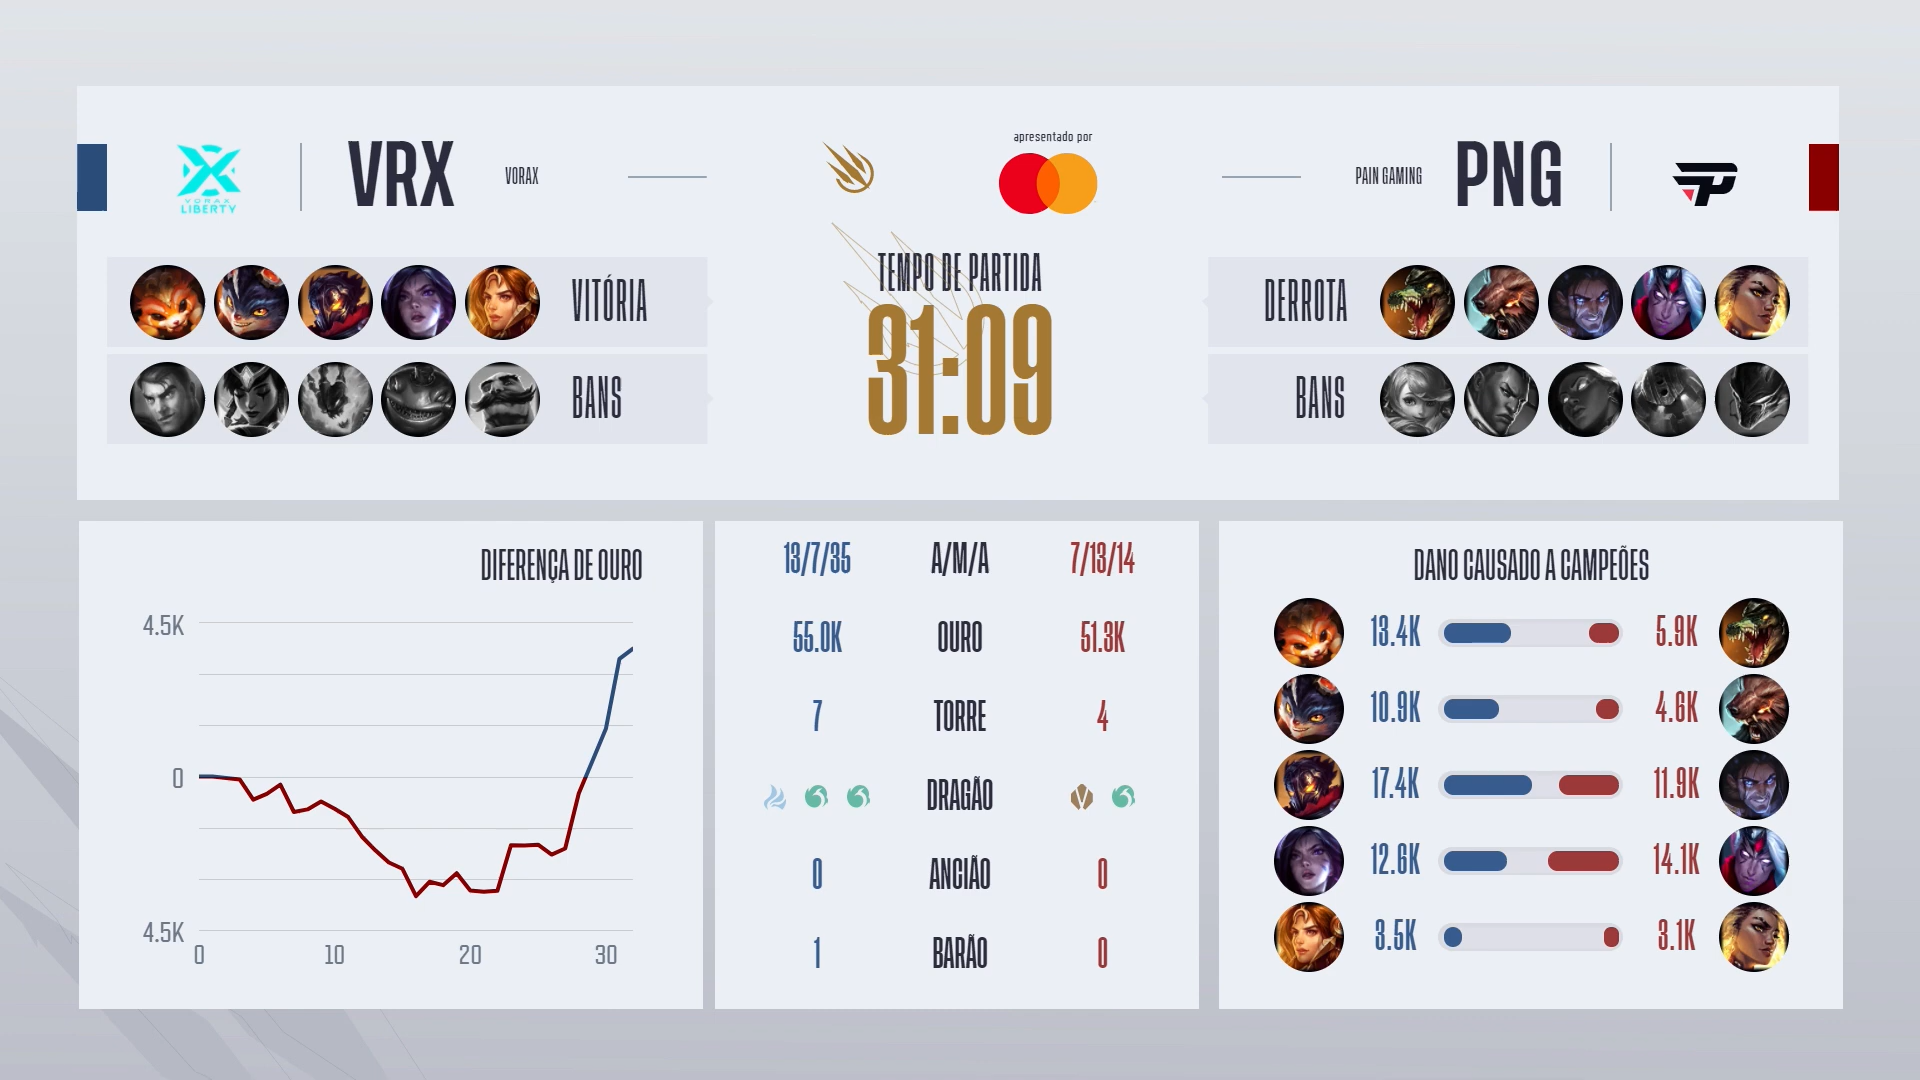 apresentado por
VORAX
LIBERTY
VRX
VORAX
PAIN GAMING
PNG
VITÓRIA
BANS
TEMPO DE PARTIDA
31:09
DERROTA
BANS
DIFERENÇA DE OURO
4.5K
0
4.5K
0 10 20 30
13/7/35 A/M/A 7/13/14
55.0K OURO 51.3K
7 TORRE 4
DRAGÃO
0 ANCIÃO 0
1 BARÃO 0
DANO CAUSADO A CAMPEÕES
13.4K 5.9K
10.9K 4.6K
17.4K 11.9K
12.6K 14.1K
3.5K 3.1K